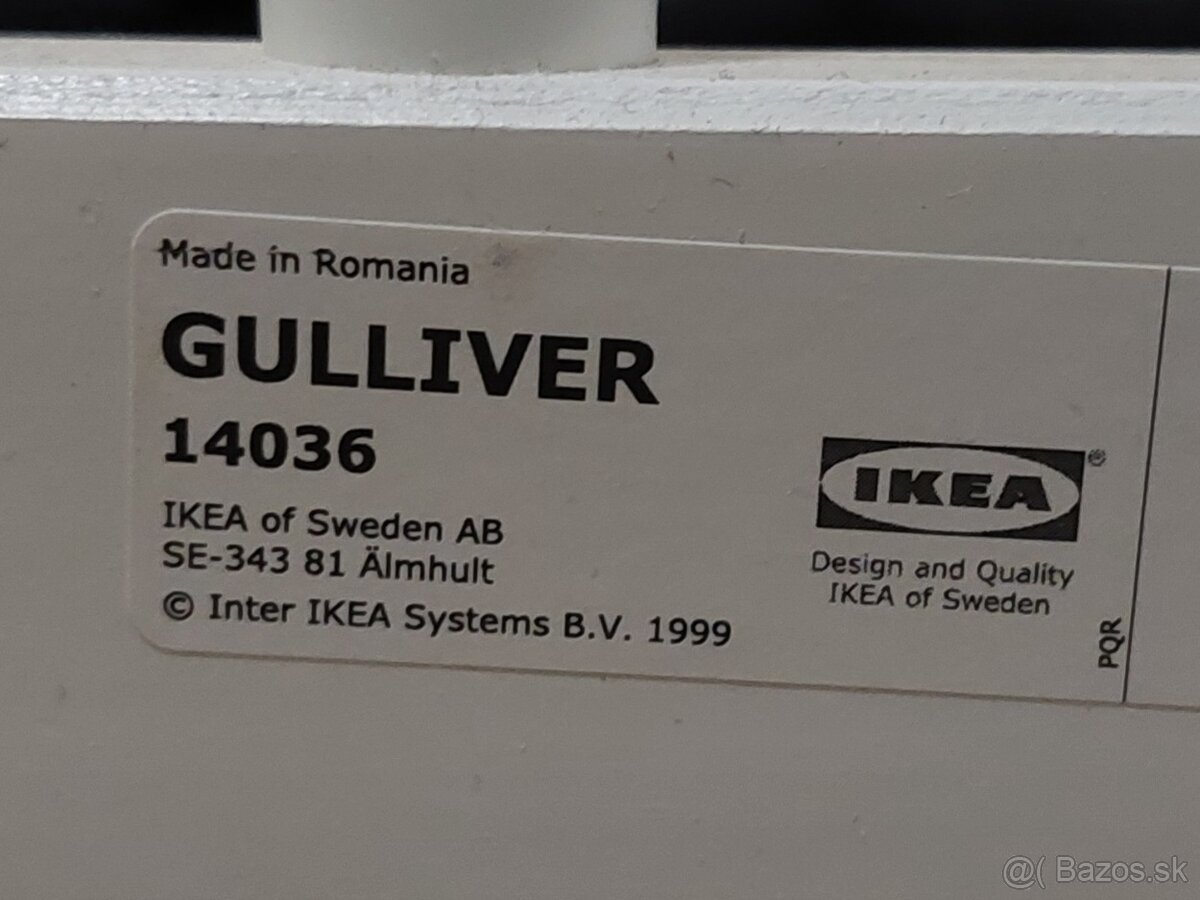 Made in Romania
GULLIVER
14036
IKEA of Sweden AB
SE-343 81 Älmhult
© Inter IKEA Systems B.V. 1999
IKEA®
Design and Quality
IKEA of Sweden
PQR
@( Bazos.sk